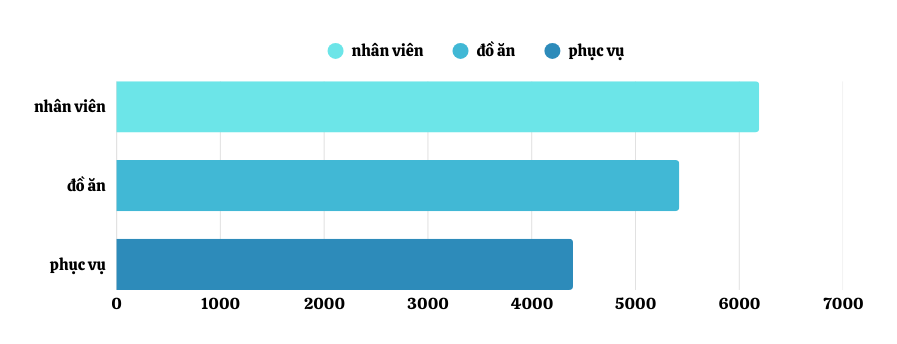 nhân viên đồ ăn phục vụ
nhân viên
đồ ăn
phục vụ
0 1000 2000 3000 4000 5000 6000 7000